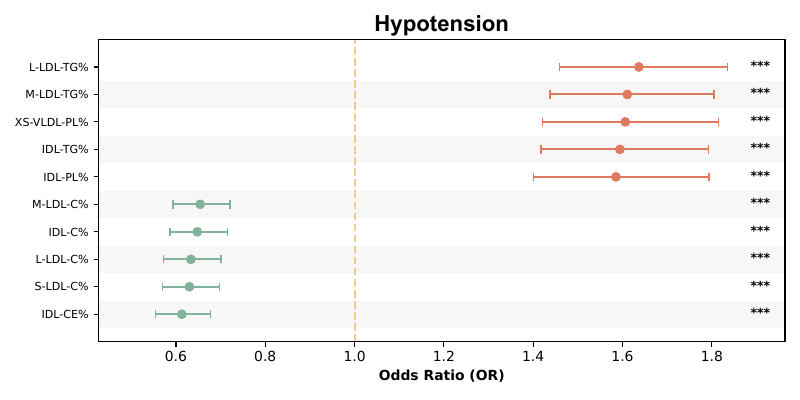 Hypotension
L-LDL-TG% ***
M-LDL-TG% ***
XS-VLDL-PL% ***
IDL-TG% ***
IDL-PL% ***
M-LDL-C% ***
IDL-C% ***
L-LDL-C% ***
S-LDL-C% ***
IDL-CE% ***
0.6 0.8 1.0 1.2 1.4 1.6 1.8
Odds Ratio (OR)